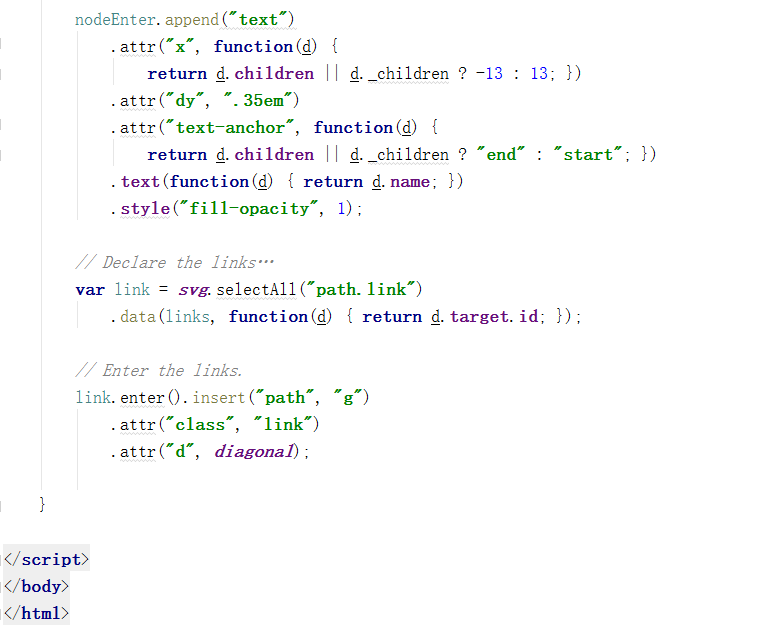 nodeEnter.append("text")
.attr("x", function(d) {
return d.children || d._children ? -13 : 13; })
.attr("dy", ".35em")
.attr("text-anchor", function(d) {
return d.children || d._children ? "end" : "start"; })
.text(function(d) { return d.name; })
.style("fill-opacity", 1);
// Declare the links…
var link = svg.selectAll("path.link")
.data(links, function(d) { return d.target.id; });
// Enter the links.
link.enter().insert("path", "g")
.attr("class", "link")
.attr("d", diagonal);
}
</script>
</body>
</html>